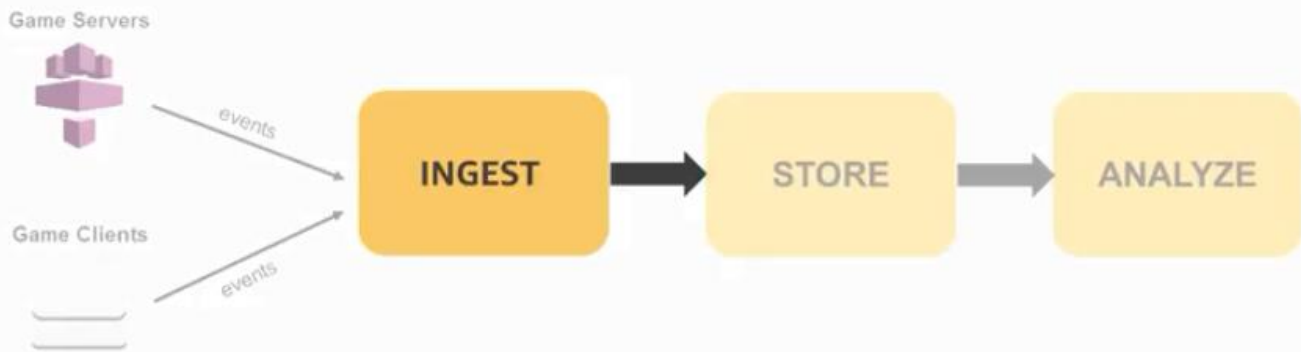 Game Servers
events
INGEST
STORE
ANALYZE
Game Clients
events